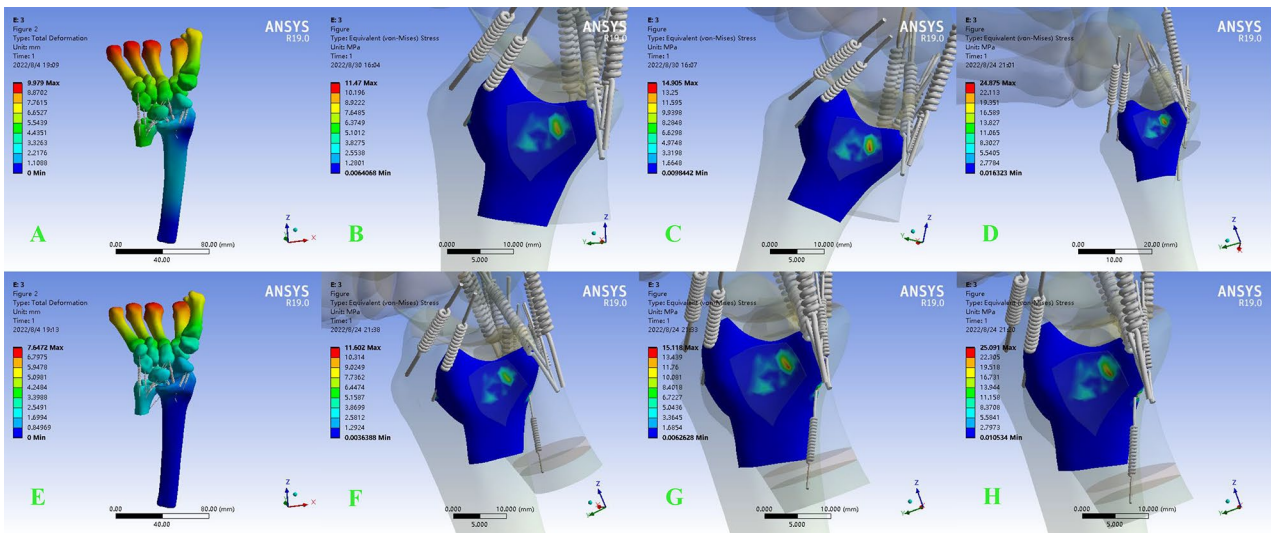 E: 3
Figure 2
Type: Total Deformation
Unit: mm
Time: 1
2022/8/4 19:09
9.979 Max
8.8702
7.7615
6.6527
5.5439
4.4351
3.3263
2.2176
1.1088
0 Min
ANSYS
R19.0
A
Z
X
0.00
80.00 (mm)
40.00
E: 3
Figure
Type: Equivalent (von-Mises) Stress
Unit: MPa
Time: 1
2022/8/30 16:04
11.47 Max
10.196
8.9222
7.6485
6.3749
5.1012
3.8275
2.5538
1.2801
0.0064068 Min
ANSYS
R19.0
B
Z
Y
0.000
10.000 (mm)
5.000
E: 3
Figure
Type: Equivalent (von-Mises) Stress
Unit: MPa
Time: 1
2022/8/30 16:07
14.905 Max
13.25
11.595
9.9398
8.2848
6.6298
4.9748
3.3198
1.6648
0.0098442 Min
ANSYS
R19.0
C
Z
Y
0.000
10.000 (mm)
5.000
E: 3
Figure
Type: Equivalent (von-Mises) Stress
Unit: MPa
Time: 1
2022/8/4 21:01
24.875 Max
22.113
19.351
16.589
13.827
11.065
8.3027
5.5405
2.7784
0.016323 Min
ANSYS
R19.0
D
Z
Y
0.00
20.00 (mm)
10.00
E: 3
Figure 2
Type: Total Deformation
Unit: mm
Time: 1
2022/8/4 19:13
7.6472 Max
6.7975
5.9478
5.0981
4.2484
3.3988
2.5491
1.6994
0.84969
0 Min
ANSYS
R19.0
E
Z
X
0.00
80.00 (mm)
40.00
E: 3
Figure
Type: Equivalent (von-Mises) Stress
Unit: MPa
Time: 1
2022/8/24 21:38
11.602 Max
10.314
9.0249
7.7362
6.4474
5.1587
3.8699
2.5812
1.2924
0.0036388 Min
ANSYS
R19.0
F
Z
Y
0.000
10.000 (mm)
5.000
E: 3
Figure
Type: Equivalent (von-Mises) Stress
Unit: MPa
Time: 1
2022/8/24 21:33
15.118 Max
13.439
11.76
10.081
8.4018
6.7227
5.0436
3.3645
1.6854
0.0062628 Min
ANSYS
R19.0
G
Z
Y
0.000
10.000 (mm)
5.000
E: 3
Figure
Type: Equivalent (von-Mises) Stress
Unit: MPa
Time: 1
25.091 Max
22.305
19.518
16.731
13.944
11.158
8.3708
5.5841
2.7973
0.010534 Min
ANSYS
R19.0
H
Z
Y
0.000
10.000 (mm)
5.000